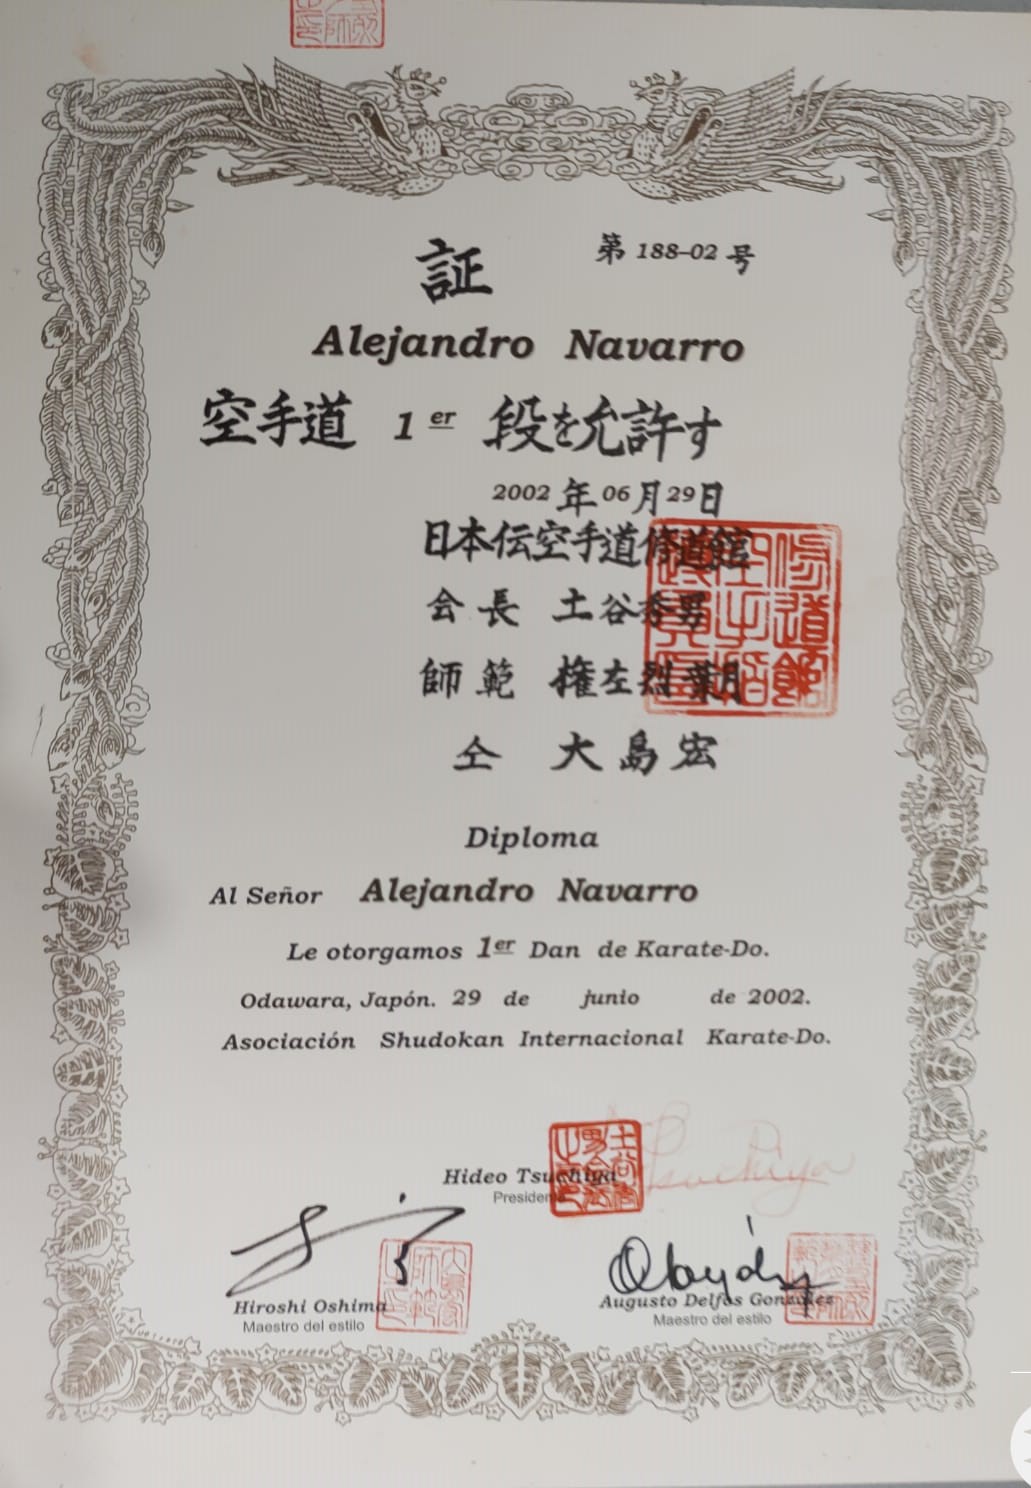 第 188-02 号
証
Alejandro Navarro
空手道 1er 段を允許す
2002 年 06 月 29 日
日本伝空手道修道館
会長 土谷秀男
師範 権左烈
仝 大島宏
Diploma
Al Señor Alejandro Navarro
Le otorgamos 1er Dan de Karate-Do.
Odawara, Japón. 29 de junio de 2002.
Asociación Shudokan Internacional Karate-Do.
Hideo Tsuchiya
Presidente
Hiroshi Oshima
Maestro del estilo
Augusto Delfos González
Maestro del estilo